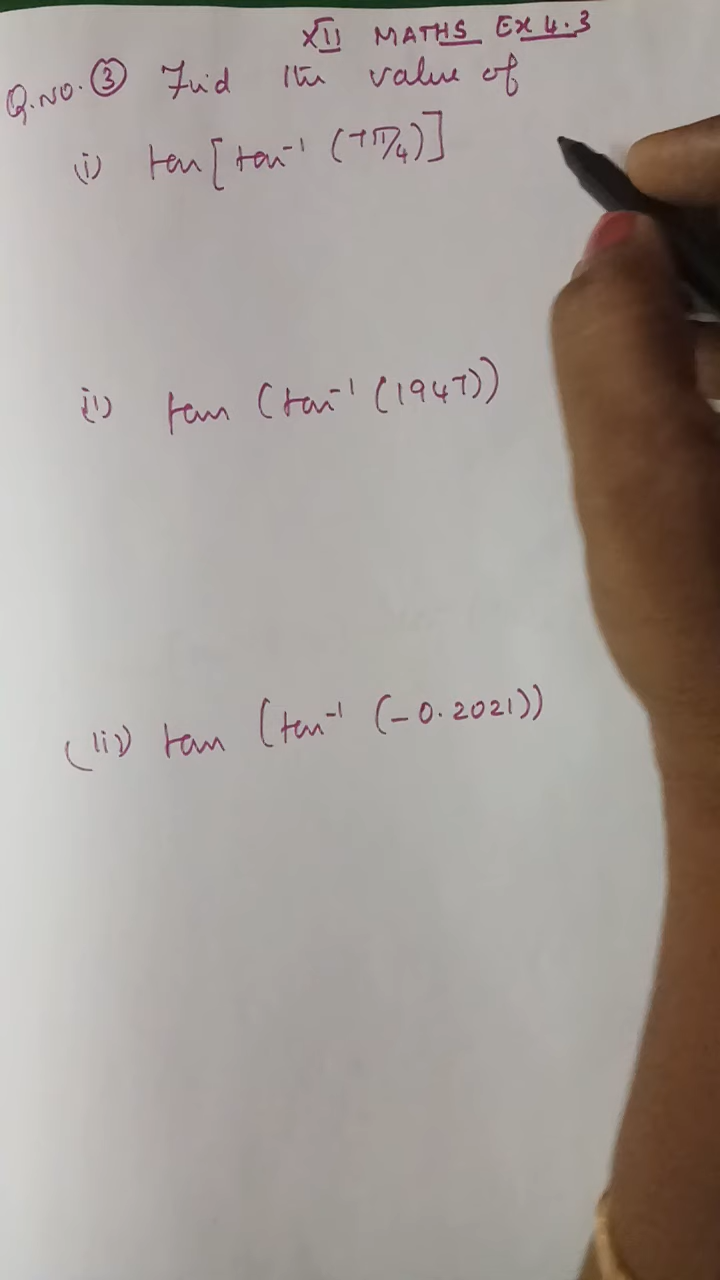 XII MATHS Ex 4.3
Q.NO. ③ Find the value of
(i) tan[tan⁻¹ (7π/4)]
(ii) tan (tan⁻¹ (1947))
(iii) tan (tan⁻¹ (-0.2021))